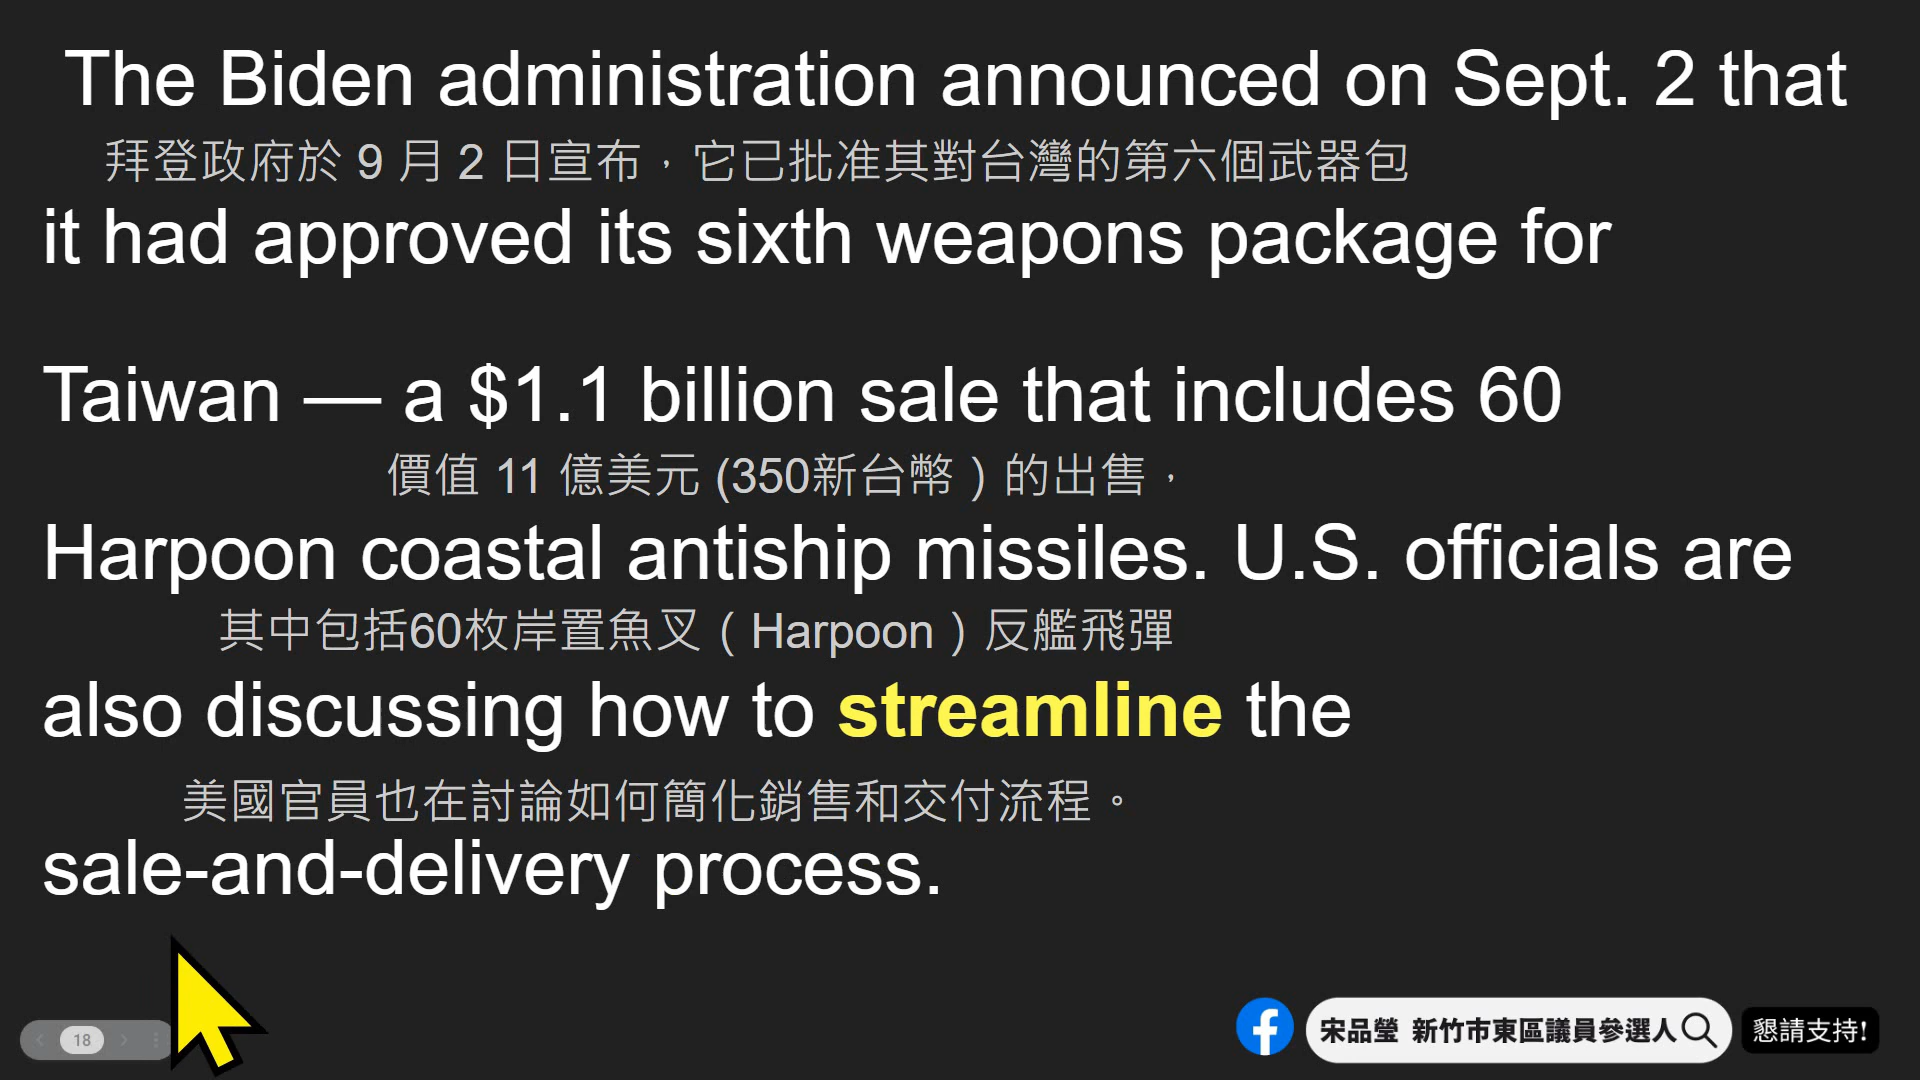 The Biden administration announced on Sept. 2 that
拜登政府於 9 月 2 日宣布，它已批准其對台灣的第六個武器包
it had approved its sixth weapons package for
Taiwan — a $1.1 billion sale that includes 60
價值 11 億美元 (350新台幣 ) 的出售，
Harpoon coastal antiship missiles. U.S. officials are
其中包括60枚岸置魚叉（Harpoon）反艦飛彈
also discussing how to streamline the
美國官員也在討論如何簡化銷售和交付流程。
sale-and-delivery process.
18
宋品瑩 新竹市東區議員參選人
懇請支持!